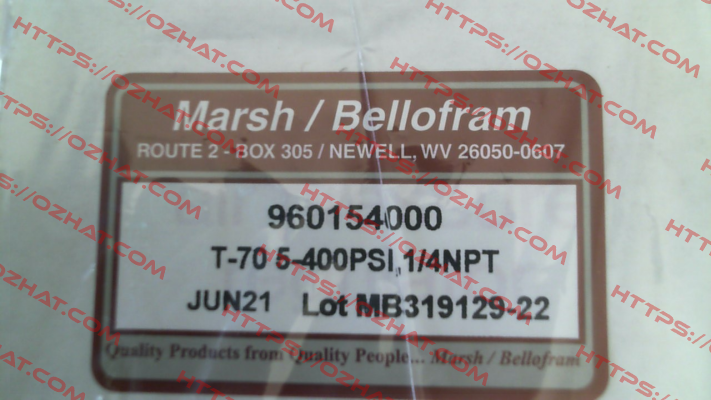 Marsh / Bellofram
ROUTE 2 - BOX 305 / NEWELL, WV 26050-0607
960154000
T-70 5-400PSI,1/4NPT
JUN21 Lot MB319129-22
Quality Products from Quality People... Marsh / Bellofram
HTTPS://OZHAT.COM